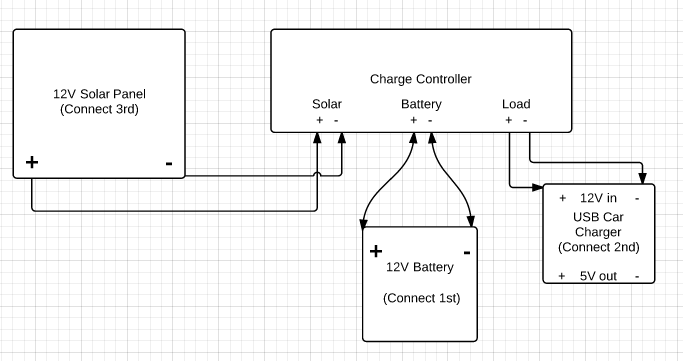 12V Solar Panel
(Connect 3rd)
+ -
Charge Controller
Solar Battery Load
+ - + - + -
+ -
12V Battery
(Connect 1st)
+ 12V in -
USB Car
Charger
(Connect 2nd)
+ 5V out -